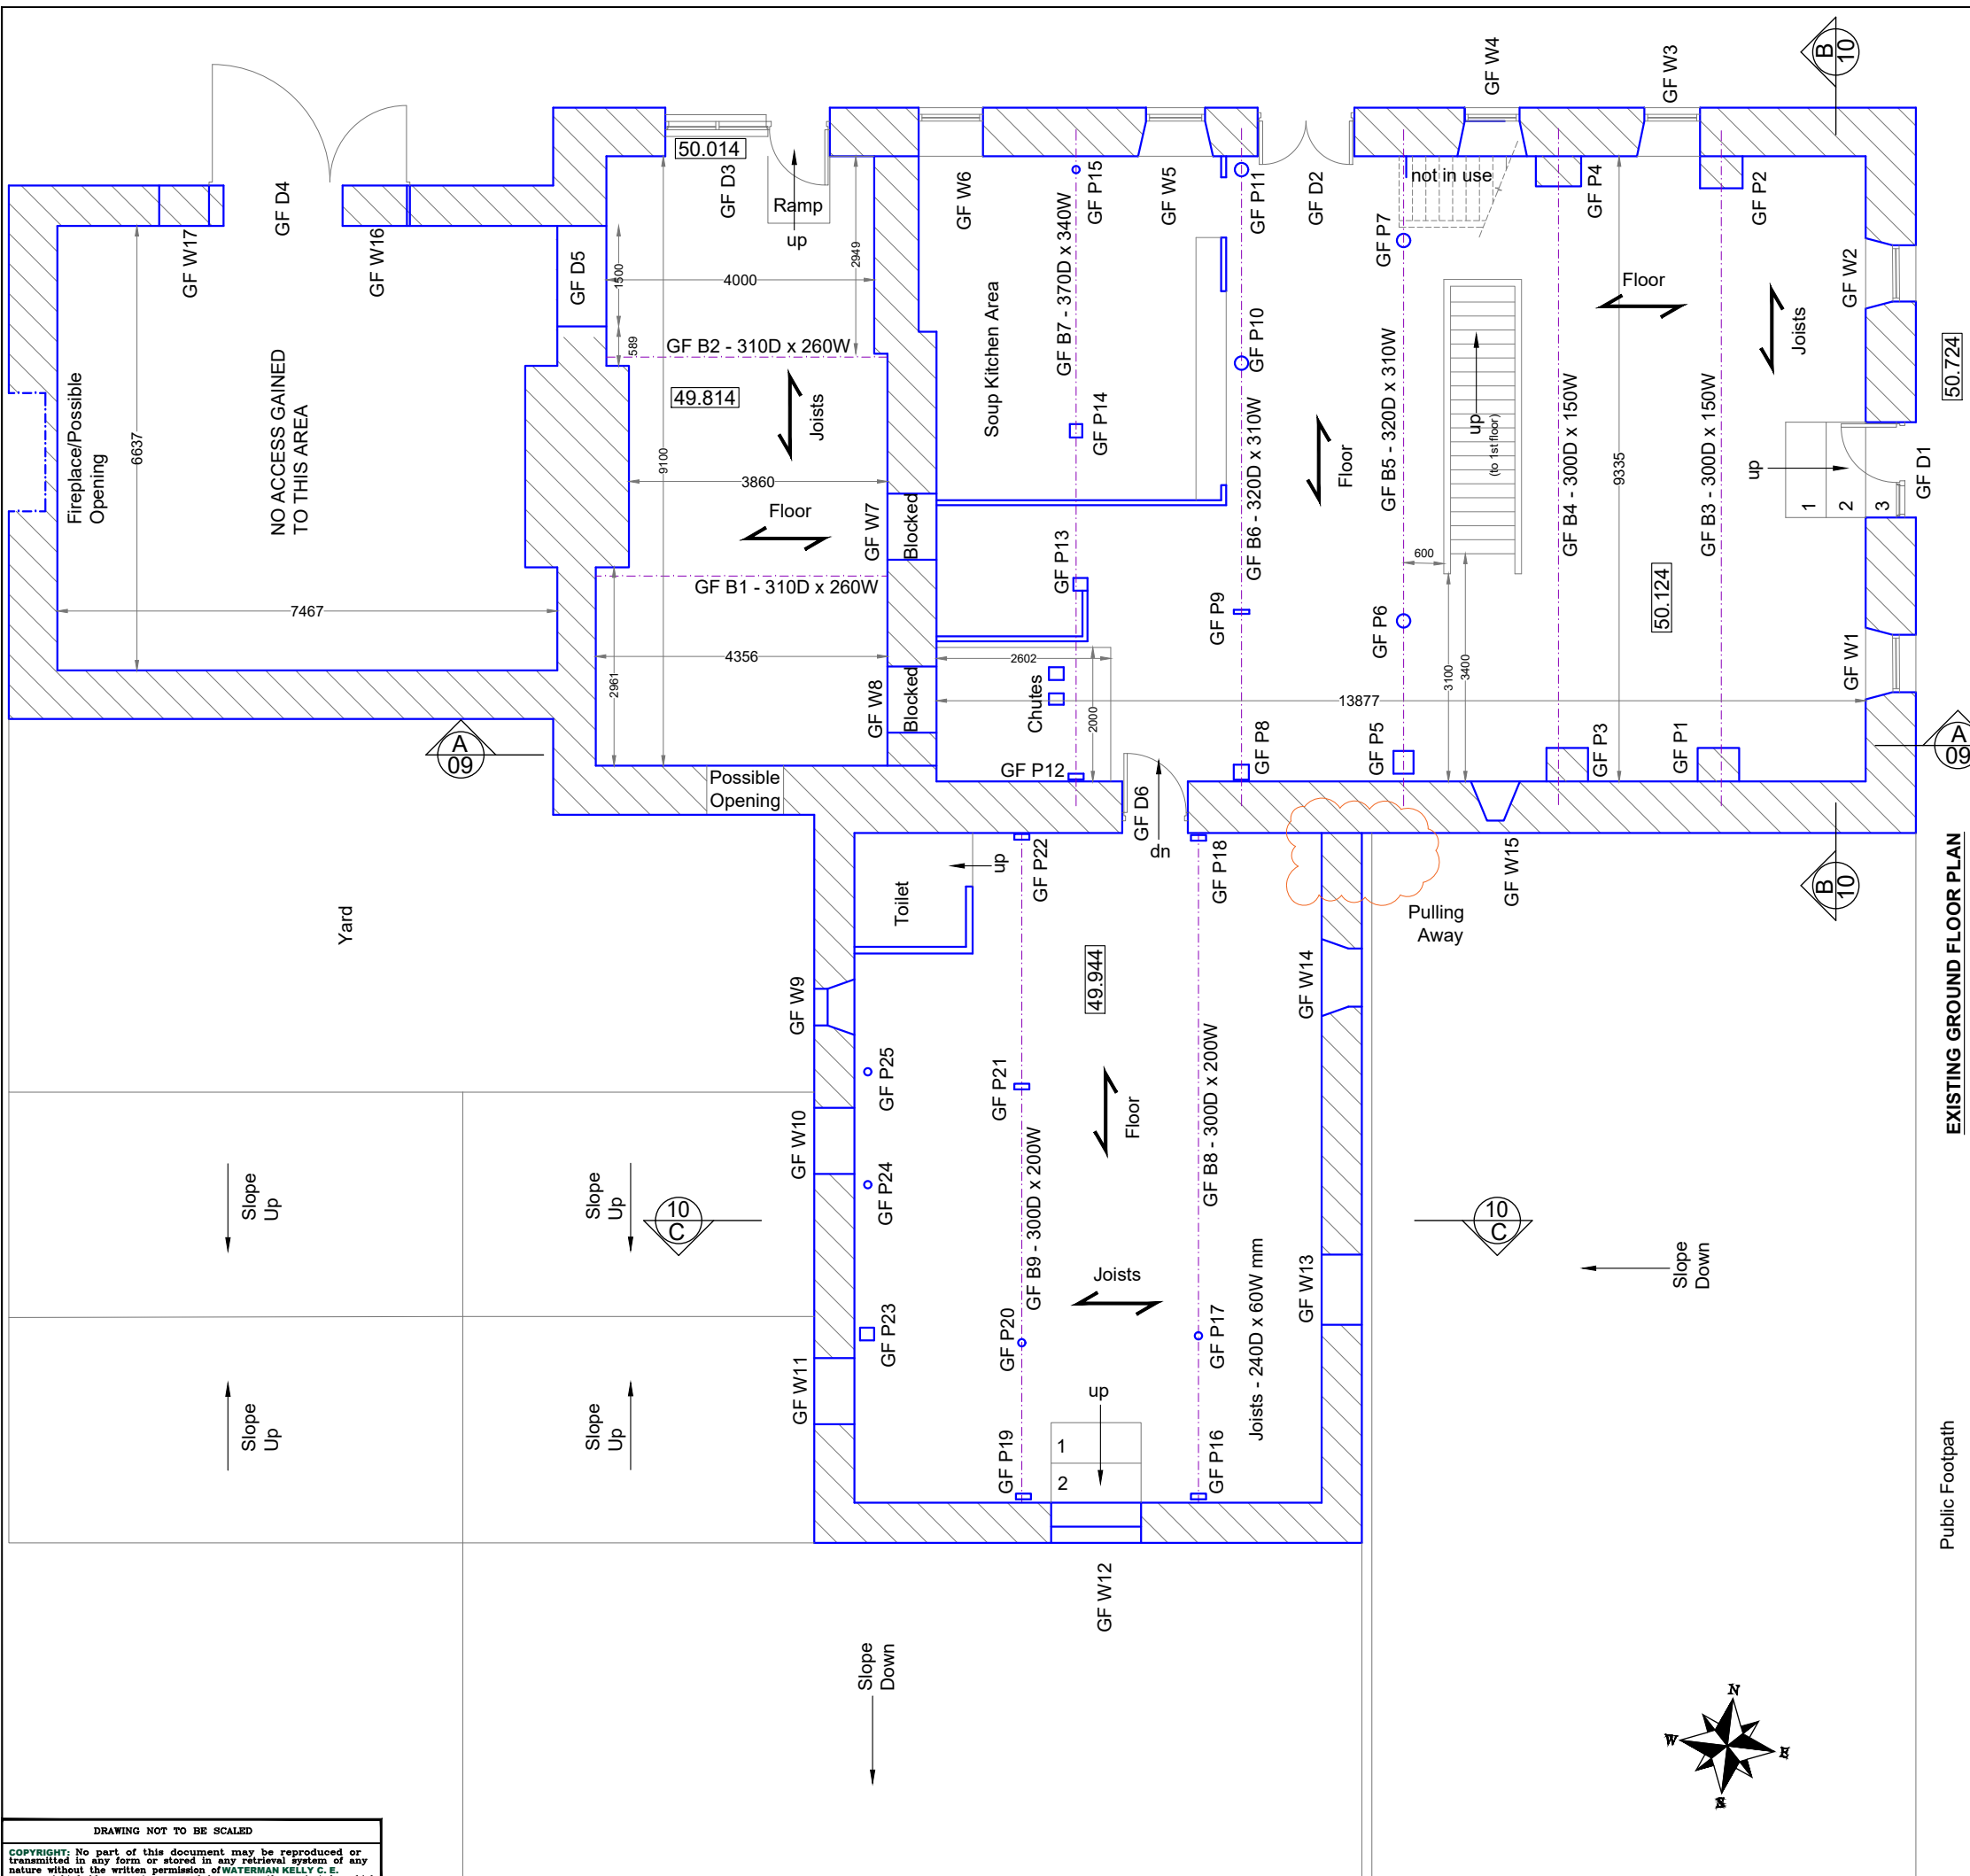 B
10
GF W4
GF W3
GF D4
GF W17
GF W16
GF D5
50.014
GF D3
Ramp
up
GF W6
GF P15
GF W5
GF P11
GF D2
not in use
GF P7
GF P4
GF P2
GF W2
50.724
1500
4000
2949
589
GF B2 - 310D x 260W
49.814
Joists
9100
3860
Floor
GF W7
Blocked
GF B1 - 310D x 260W
4356
2961
GF W8
Blocked
Fireplace/Possible
Opening
6637
NO ACCESS GAINED
TO THIS AREA
7467
Soup Kitchen Area
GF B7 - 370D x 340W
GF P14
GF P10
GF B6 - 320D x 310W
Floor
GF B5 - 320D x 310W
up
(to 1st floor)
GF B4 - 300D x 150W
9335
GF B3 - 300D x 150W
Floor
Joists
up
1
2
3
GF D1
GF P13
GF P9
GF P6
600
3100
3400
50.124
GF W1
2602
Chutes
2000
13877
GF P12
GF P8
GF P5
GF P3
GF P1
A
09
A
09
Possible
Opening
GF D6
dn
Toilet
up
GF P22
GF P18
Pulling
Away
GF W15
B
10
EXISTING GROUND FLOOR PLAN
Yard
49.944
GF W9
GF W14
GF P25
GF P21
Floor
GF B8 - 300D x 200W
GF W10
GF P24
GF B9 - 300D x 200W
Slope
Up
Slope
Up
10
C
10
C
Slope
Down
Joists
GF W13
GF P23
GF P20
GF P17
Joists - 240D x 60W mm
GF W11
Slope
Up
Slope
Up
up
1
2
GF P19
GF P16
Public Footpath
GF W12
Slope
Down
N
W
E
S
DRAWING NOT TO BE SCALED
COPYRIGHT: No part of this document may be reproduced or
transmitted in any form or stored in any retrieval system of any
nature without the written permission of WATERMAN KELLY C. E.